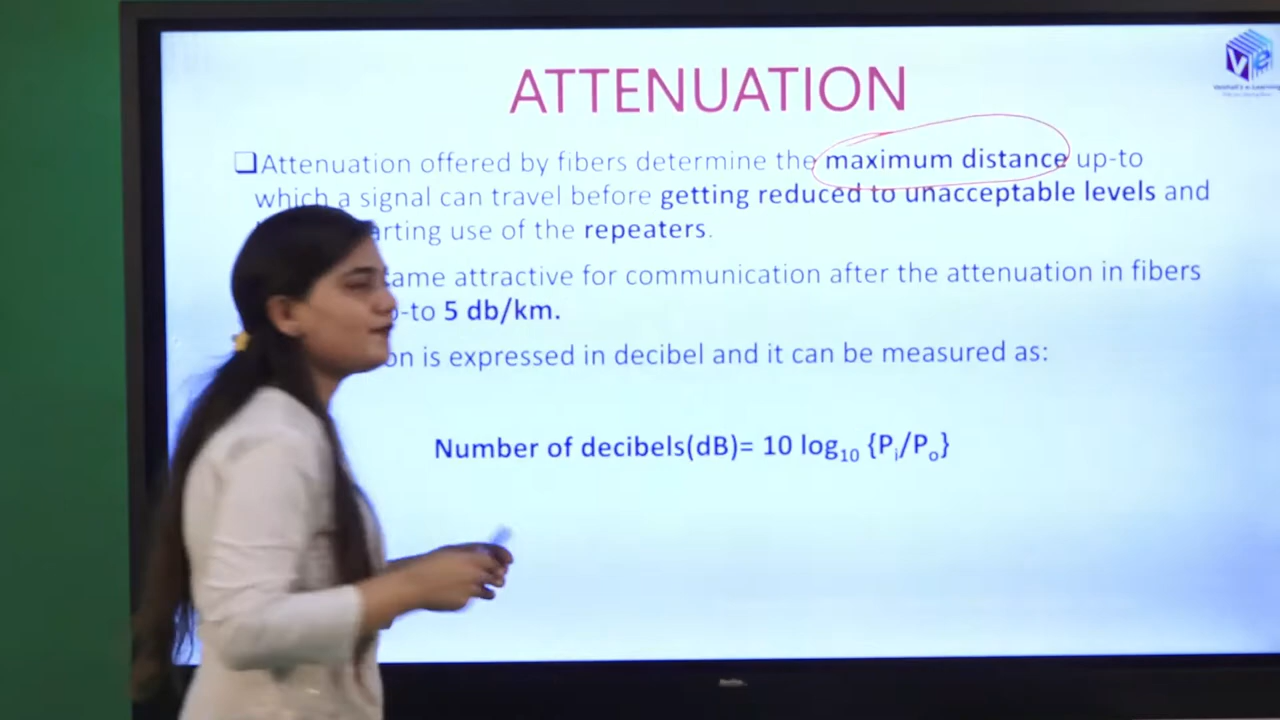 ATTENUATION
❑Attenuation offered by fibers determine the maximum distance up-to
which a signal can travel before getting reduced to unacceptable levels and
arting use of the repeaters.
ame attractive for communication after the attenuation in fibers
-to 5 db/km.
on is expressed in decibel and it can be measured as:
Number of decibels(dB)= 10 log₁₀ {Pᵢ/Pₒ}
Ve